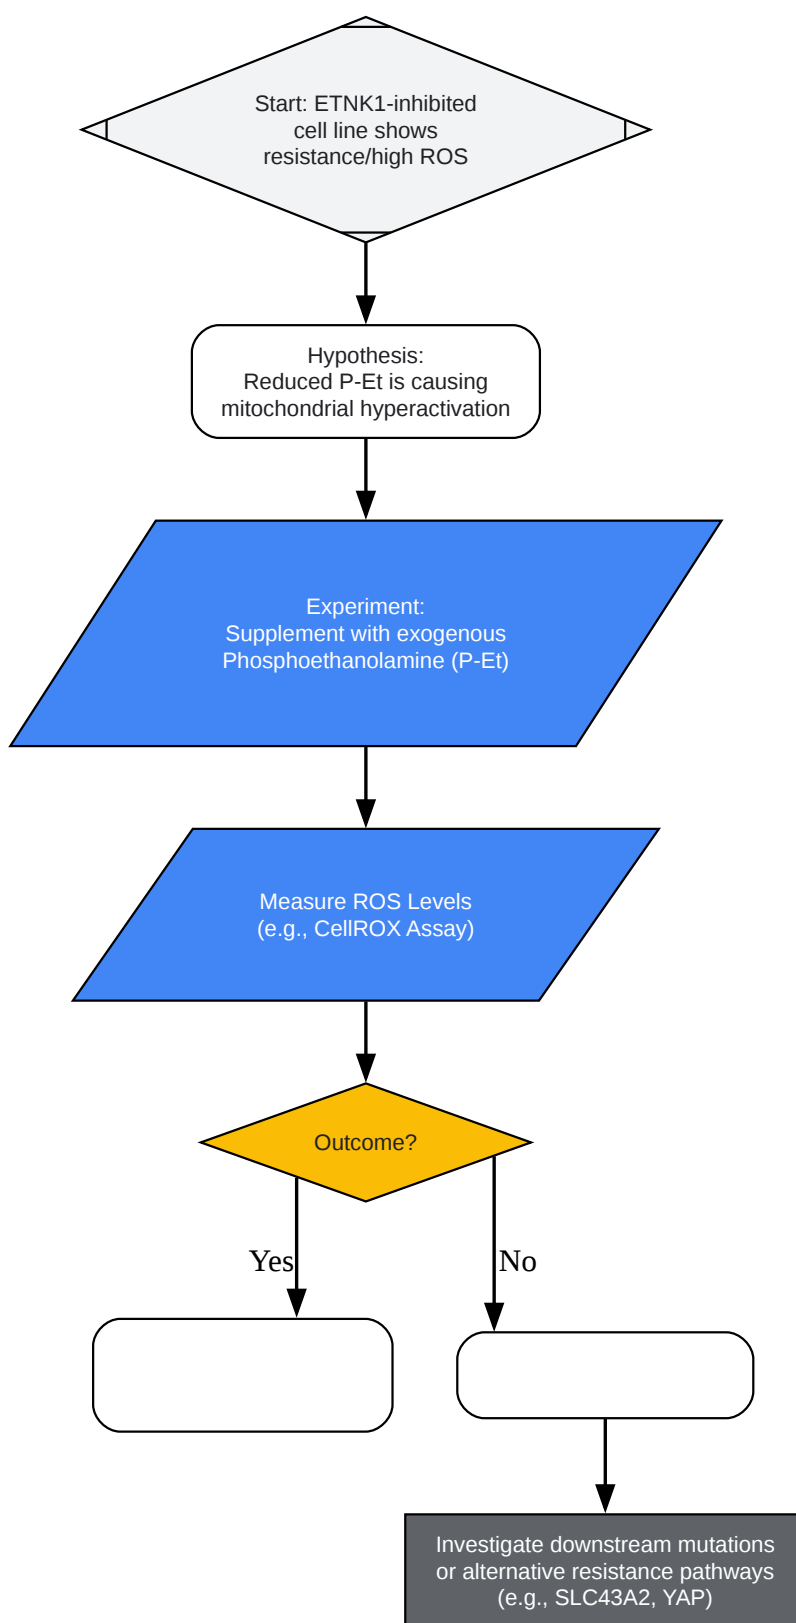 Start: ETNK1-inhibited
cell line shows
resistance/high ROS
Hypothesis:
Reduced P-Et is causing
mitochondrial hyperactivation
Experiment:
Supplement with exogenous
Phosphoethanolamine (P-Et)
Measure ROS Levels
(e.g., CellROX Assay)
Outcome?
Yes
No
Investigate downstream mutations
or alternative resistance pathways
(e.g., SLC43A2, YAP)